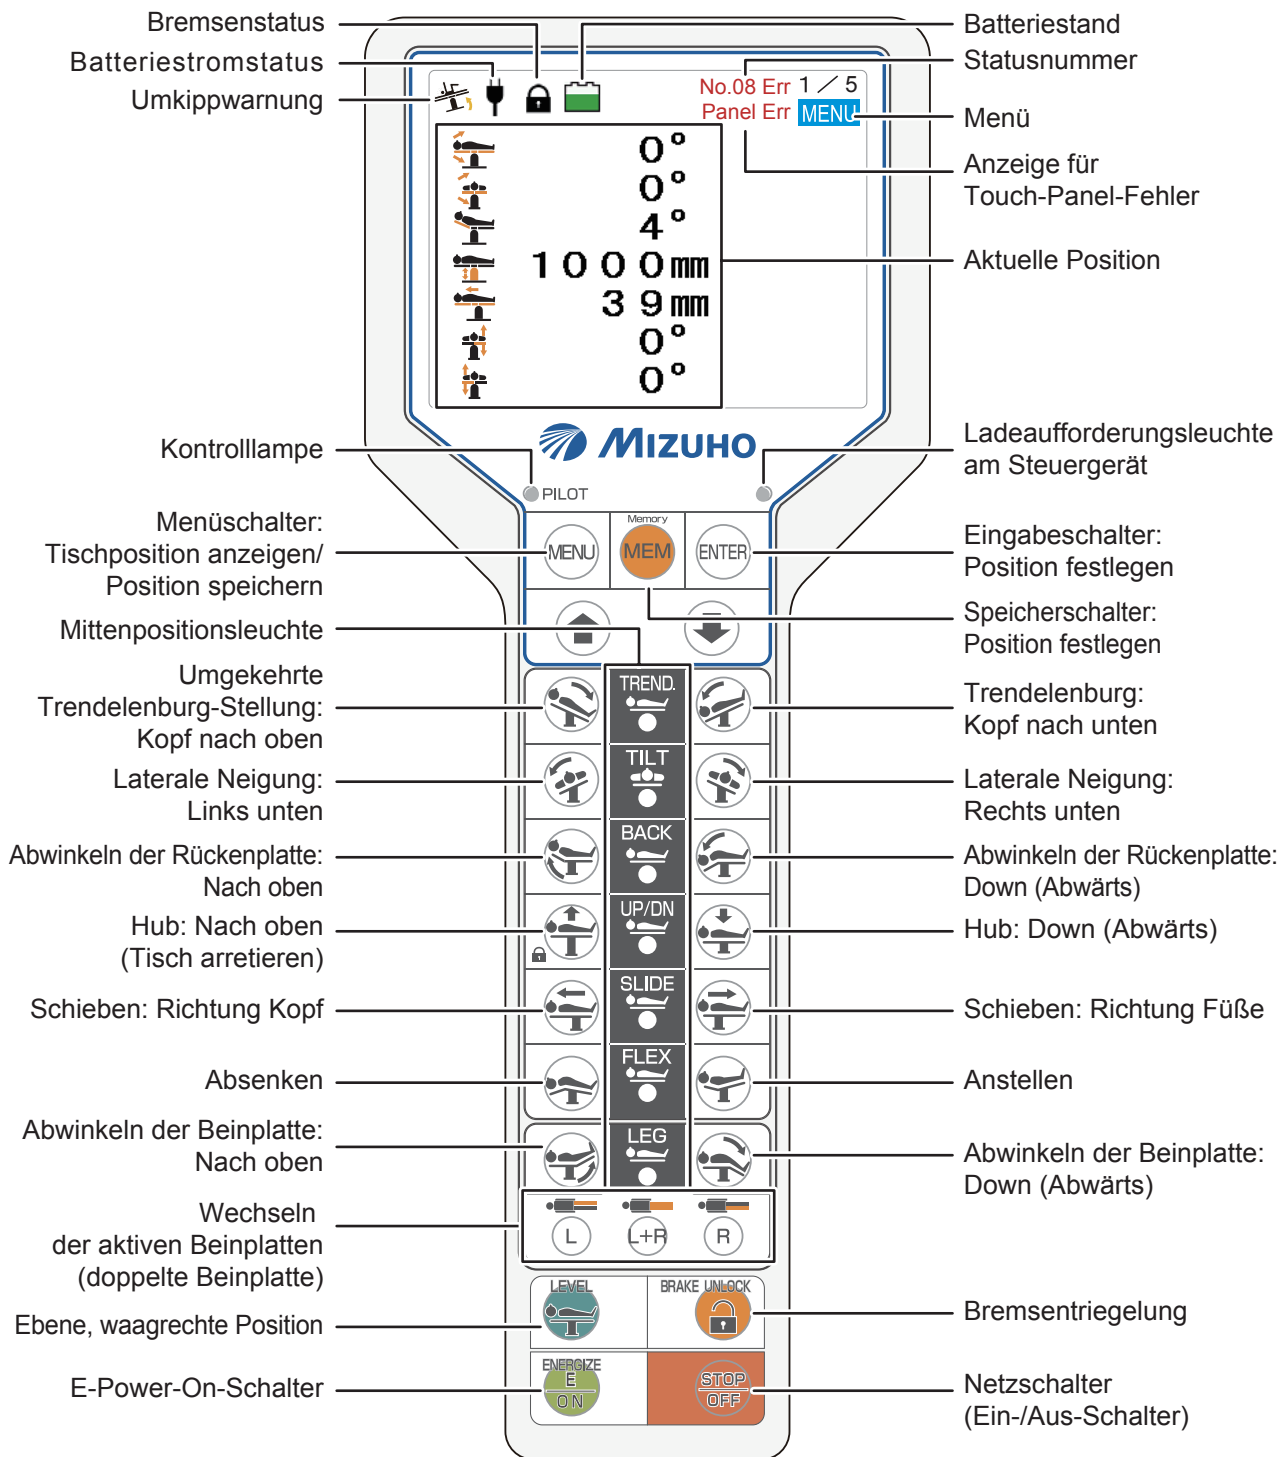 Bremsenstatus
Batteriestand
Batteriestromstatus
Statusnummer
Umkippwarnung
No.08 Err 1 / 5
Panel Err MENU
Menü
Anzeige für
Touch-Panel-Fehler
0°
0°
4°
1000mm
Aktuelle Position
39mm
0°
0°
MIZUHO
Kontrolllampe
Ladeaufforderungsleuchte
am Steuergerät
PILOT
Menüschalter:
Tischposition anzeigen/
Position speichern
Memory
MENU MEM ENTER
Eingabeschalter:
Position festlegen
Mittenpositionsleuchte
Speicherschalter:
Position festlegen
Umgekehrte
Trendelenburg-Stellung:
Kopf nach oben
TREND.
Trendelenburg:
Kopf nach unten
Laterale Neigung:
Links unten
TILT
Laterale Neigung:
Rechts unten
Abwinkeln der Rückenplatte:
Nach oben
BACK
Abwinkeln der Rückenplatte:
Down (Abwärts)
Hub: Nach oben
(Tisch arretieren)
UP/DN
Hub: Down (Abwärts)
Schieben: Richtung Kopf
SLIDE
Schieben: Richtung Füße
Absenken
FLEX
Anstellen
Abwinkeln der Beinplatte:
Nach oben
LEG
Abwinkeln der Beinplatte:
Down (Abwärts)
Wechseln
der aktiven Beinplatten
(doppelte Beinplatte)
L L+R R
LEVEL
BRAKE UNLOCK
Ebene, waagrechte Position
Bremsentriegelung
ENERGIZE
E
ON
STOP
OFF
E-Power-On-Schalter
Netzschalter
(Ein-/Aus-Schalter)